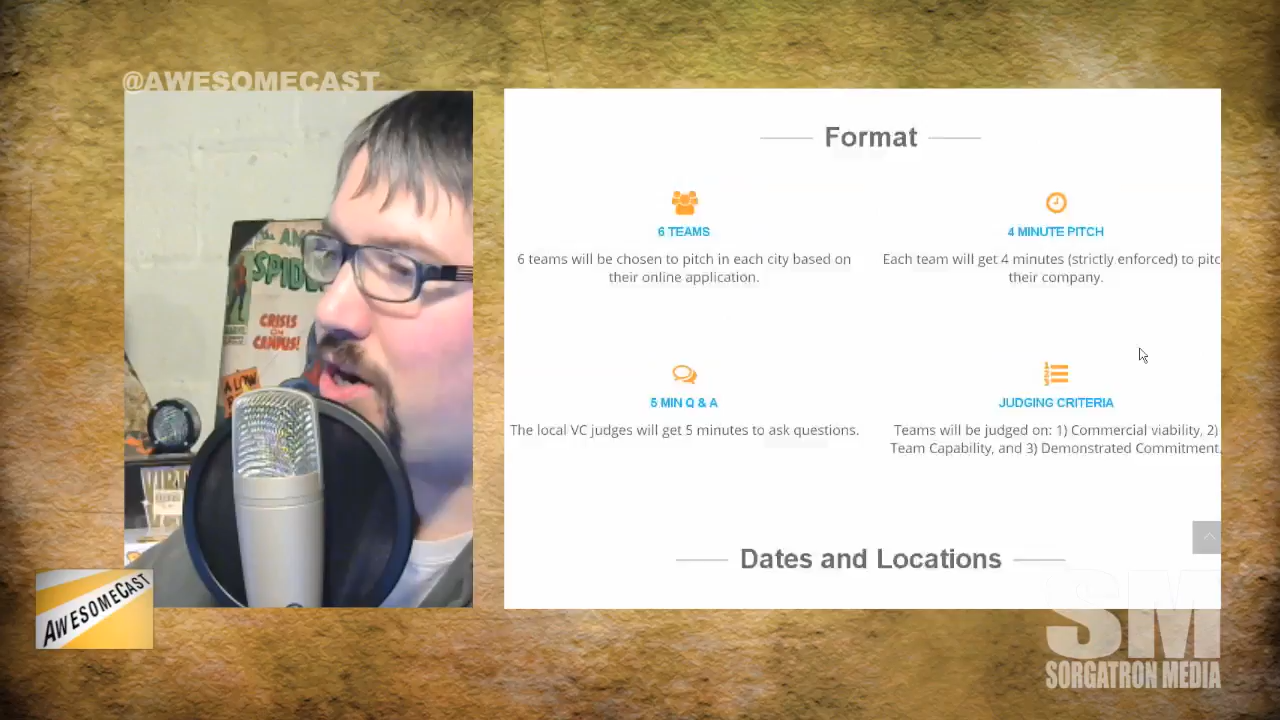 @AWESOMECAST
Format
6 TEAMS
6 teams will be chosen to pitch in each city based on
their online application.
4 MINUTE PITCH
Each team will get 4 minutes (strictly enforced) to pitc
their company.
5 MIN Q & A
The local VC judges will get 5 minutes to ask questions.
JUDGING CRITERIA
Teams will be judged on: 1) Commercial viability, 2)
Team Capability, and 3) Demonstrated Commitment.
Dates and Locations
SPID
CRISIS
ON
CAMPUS!
A LOW
AWESOMECAST
SM
SORGATRON MEDIA